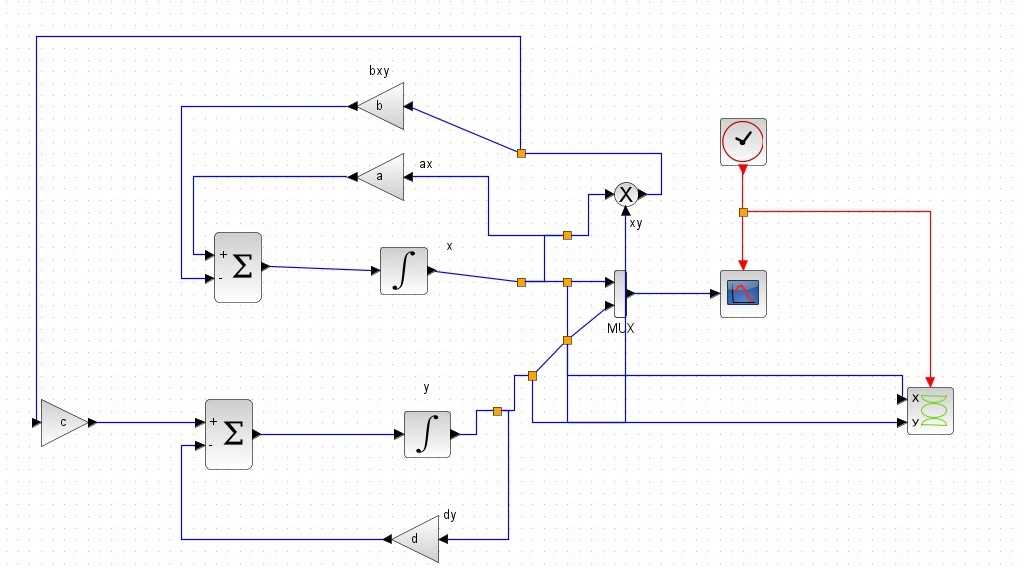 bxy
b
ax
a
X
xy
+
Σ
-
x
∫
MUX
y
X
Y
c
+
Σ
-
∫
dy
d